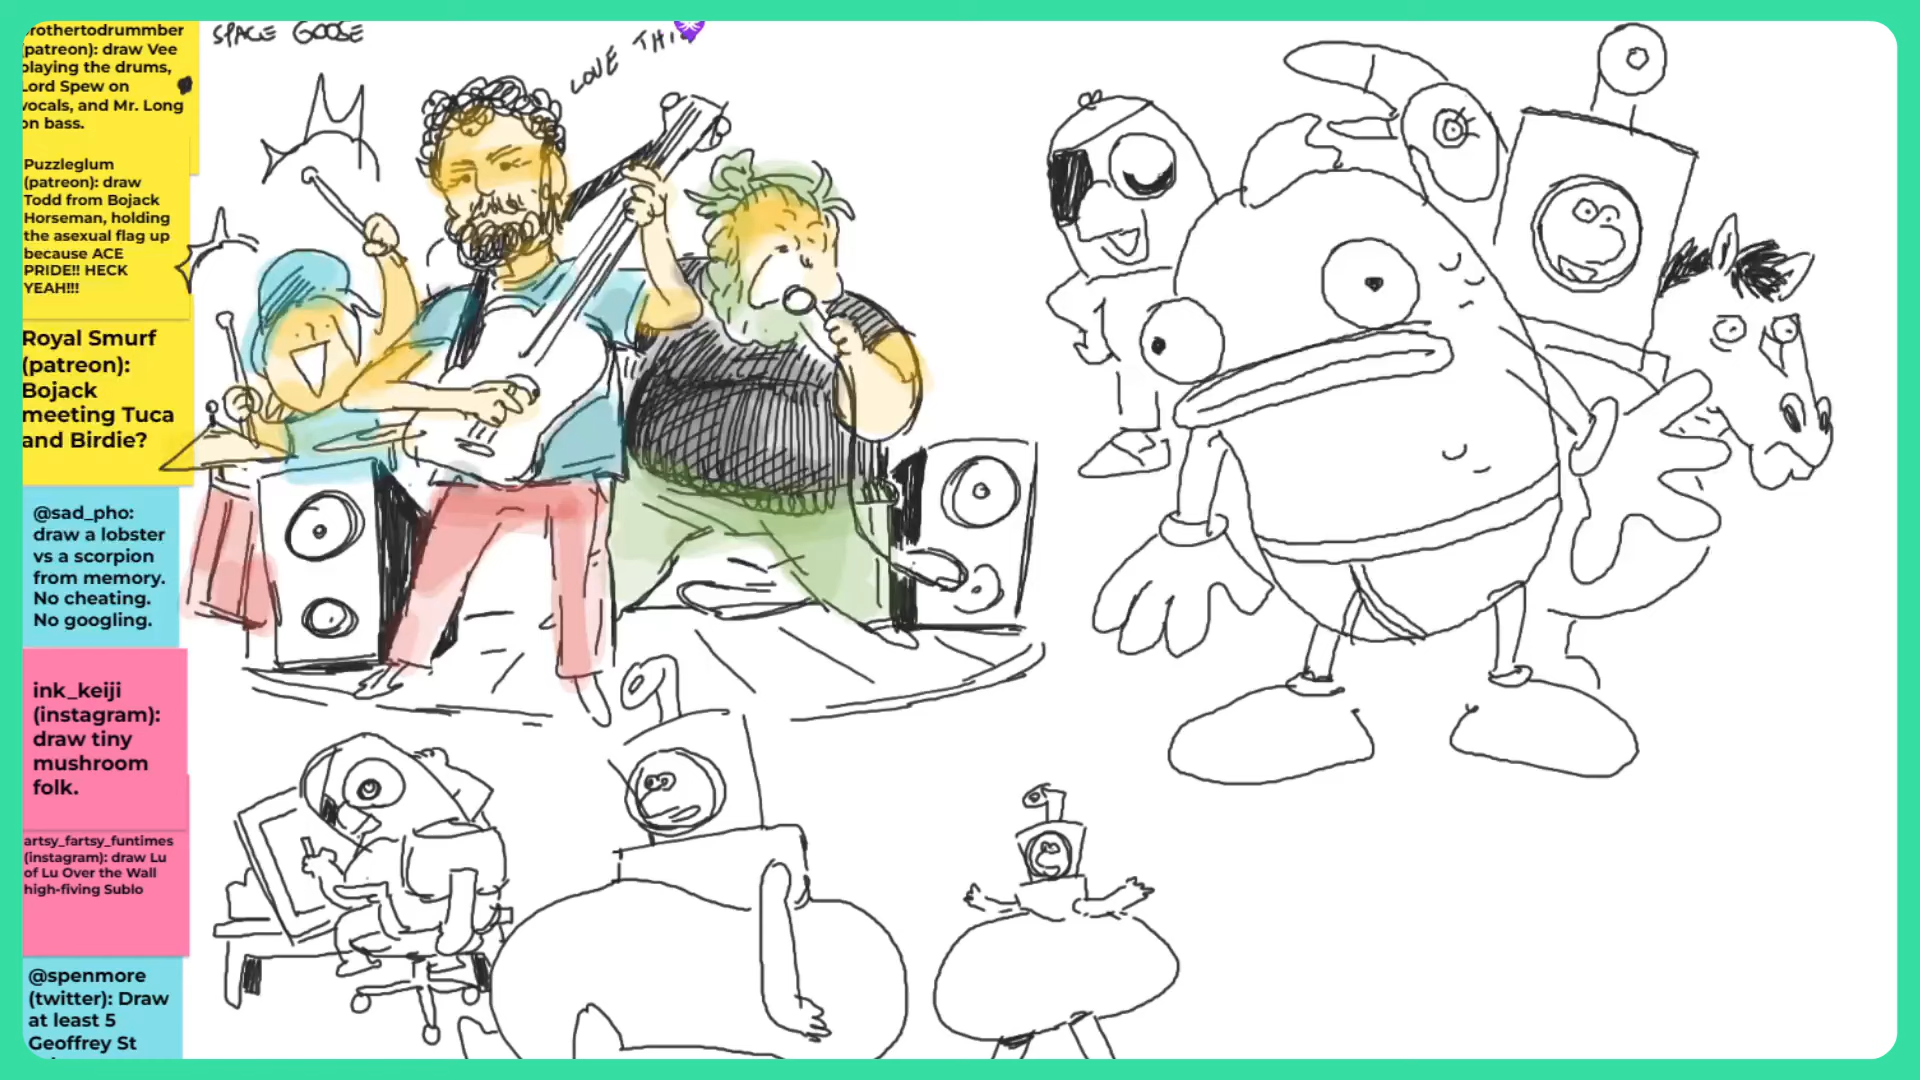 brothertodrummber
(patreon): draw Vee
playing the drums,
Lord Spew on
vocals, and Mr. Long
on bass.
Puzzleglum
(patreon): draw
Todd from Bojack
Horseman, holding
the asexual flag up
because ACE
PRIDE!! HECK
YEAH!!!
Royal Smurf
(patreon):
Bojack
meeting Tuca
and Birdie?
@sad_pho:
draw a lobster
vs a scorpion
from memory.
No cheating.
No googling.
ink_keiji
(instagram):
draw tiny
mushroom
folk.
artsy_fartsy_funtimes
(instagram): draw Lu
of Lu Over the Wall
high-fiving Sublo
@spenmore
(twitter): Draw
at least 5
Geoffrey St
SPACE GOOSE
LOVE THI